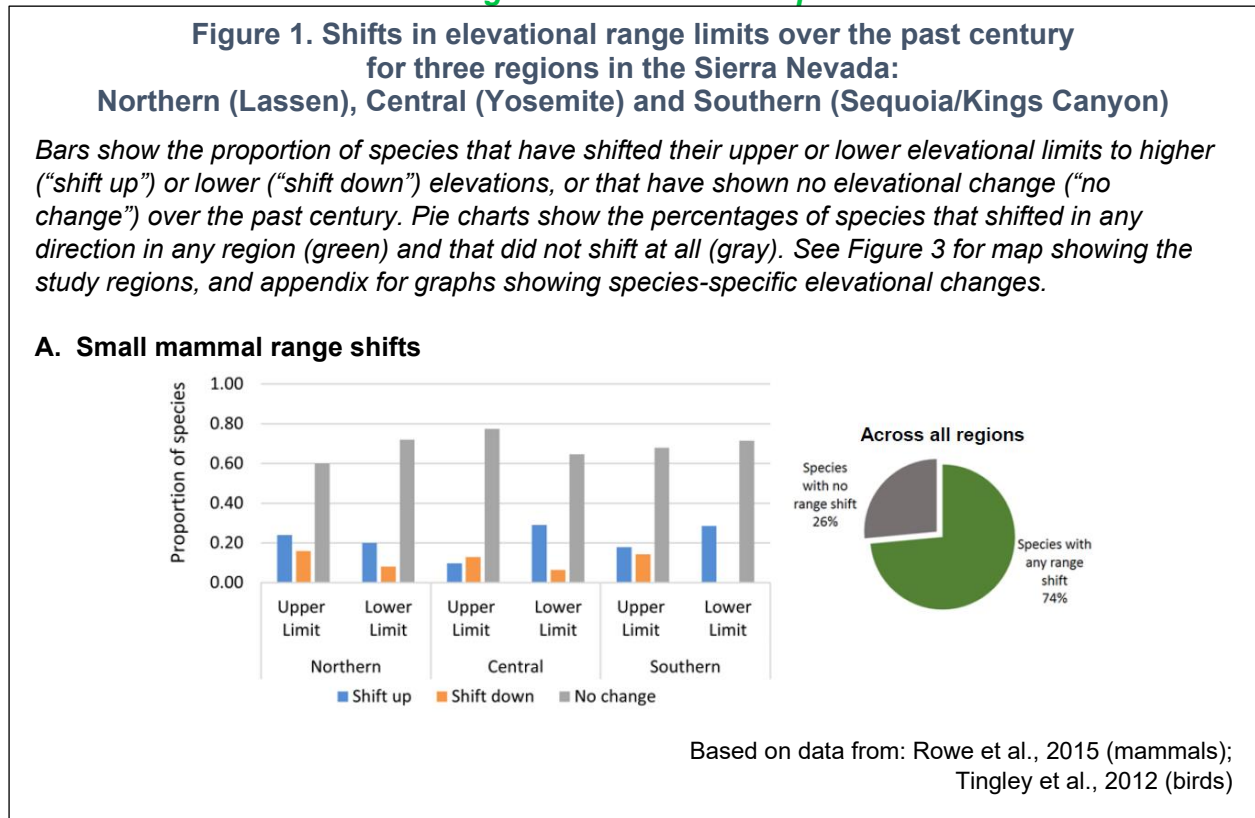 Figure 1. Shifts in elevational range limits over the past century
for three regions in the Sierra Nevada:
Northern (Lassen), Central (Yosemite) and Southern (Sequoia/Kings Canyon)
Bars show the proportion of species that have shifted their upper or lower elevational limits to higher
(“shift up”) or lower (“shift down”) elevations, or that have shown no elevational change (“no
change”) over the past century. Pie charts show the percentages of species that shifted in any
direction in any region (green) and that did not shift at all (gray). See Figure 3 for map showing the
study regions, and appendix for graphs showing species-specific elevational changes.
A. Small mammal range shifts
Proportion of species
1.00
0.80
0.60
0.40
0.20
0.00
Upper Lower Upper Lower Upper Lower
Limit Limit Limit Limit Limit Limit
Northern Central Southern
Shift up Shift down No change
Across all regions
Species
with no
range shift
26%
Species with
any range
shift
74%
Based on data from: Rowe et al., 2015 (mammals);
Tingley et al., 2012 (birds)